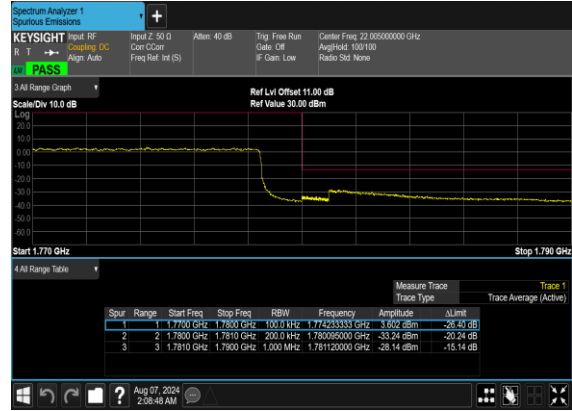 Spectrum Analyzer 1
Spurious Emissions
KEYSIGHT Input: RF Input Z: 50 Ω Atten: 40 dB Trig: Free Run Center Freq: 22.005000000 GHz
R T Coupling: DC Corr CCorr Gate: Off Avg|Hold: 100/100
Align: Auto Freq Ref: Int (S) IF Gain: Low Radio Std: None
LM PASS
3 All Range Graph
Ref Lvl Offset 11.00 dB
Scale/Div 10.0 dB Ref Value 30.00 dBm
Log
20.0
10.0
0.00
-10.0
-20.0
-30.0
-40.0
-50.0
-60.0
Start 1.770 GHz Stop 1.790 GHz
4 All Range Table
Measure Trace Trace 1
Trace Type Trace Average (Active)
Spur Range Start Freq Stop Freq RBW Frequency Amplitude ΔLimit
1 1 1.7700 GHz 1.7800 GHz 100.0 kHz 1.774233333 GHz 3.602 dBm -26.40 dB
2 2 1.7800 GHz 1.7810 GHz 200.0 kHz 1.780095000 GHz -33.24 dBm -20.24 dB
3 3 1.7810 GHz 1.7900 GHz 1.000 MHz 1.781120000 GHz -28.14 dBm -15.14 dB
? Aug 07, 2024
2:08:48 AM